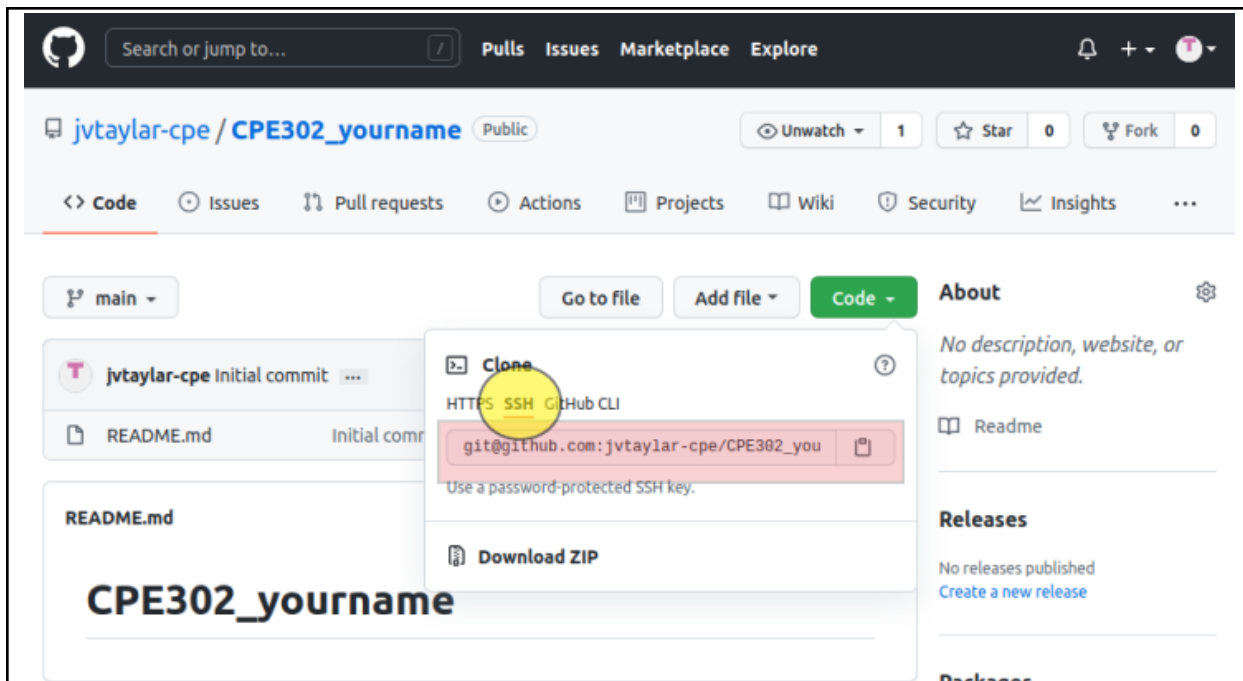 Search or jump to... / Pulls Issues Marketplace Explore
jvtaylar-cpe / CPE302_yourname Public Unwatch 1 Star 0 Fork 0
<> Code Issues Pull requests Actions Projects Wiki Security Insights ...
main Go to file Add file Code
About
No description, website, or
topics provided.
Readme
T jvtaylar-cpe Initial commit ...
README.md Initial
Clone
HTTPS SSH GitHub CLI
git@github.com:jvtaylar-cpe/CPE302_you
Use a password-protected SSH key.
Download ZIP
README.md
CPE302_yourname
Releases
No releases published
Create a new release
Packages